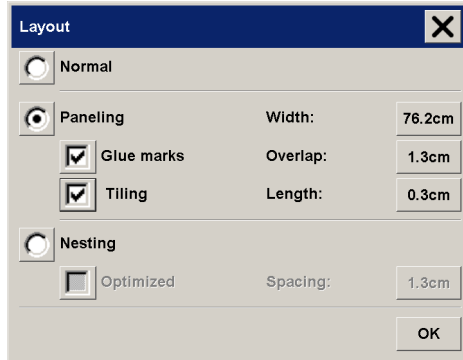 Layout
Normal
Paneling Width: 76.2cm
Glue marks Overlap: 1.3cm
Tiling Length: 0.3cm
Nesting
Optimized Spacing: 1.3cm
OK